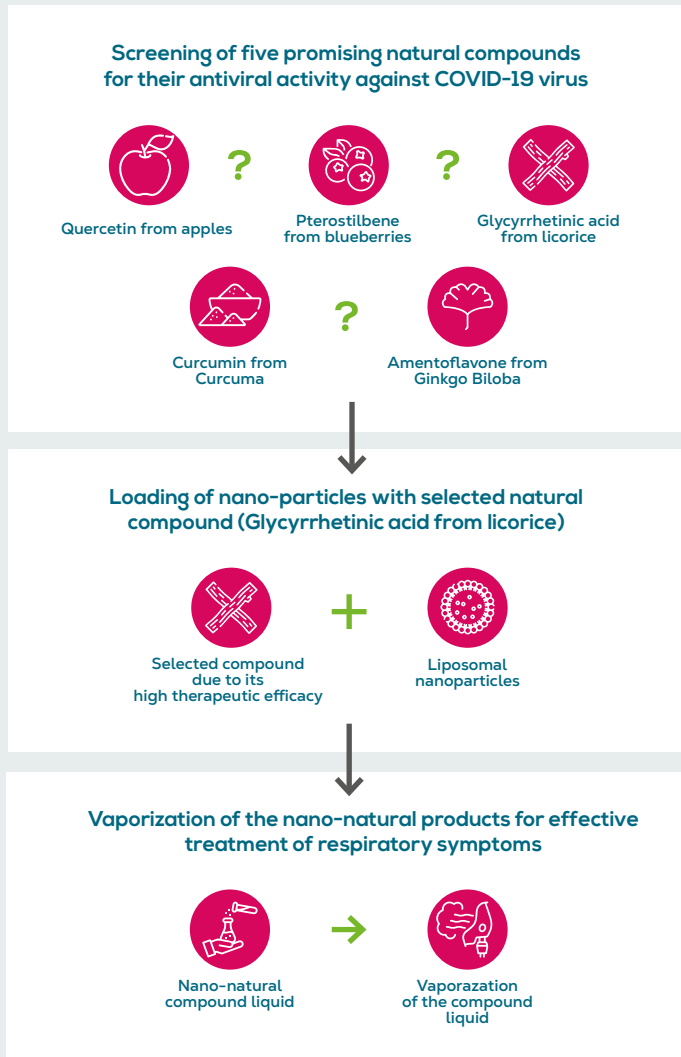 Screening of five promising natural compounds
for their antiviral activity against COVID-19 virus
?
?
Quercetin from apples
Pterostilbene
from blueberries
Glycyrrhetinic acid
from licorice
?
Curcumin from
Curcuma
Amentoflavone from
Ginkgo Biloba
Loading of nano-particles with selected natural
compound (Glycyrrhetinic acid from licorice)
+
Selected compound
due to its
high therapeutic efficacy
Liposomal
nanoparticles
Vaporization of the nano-natural products for effective
treatment of respiratory symptoms
Nano-natural
compound liquid
Vaporazation
of the compound
liquid